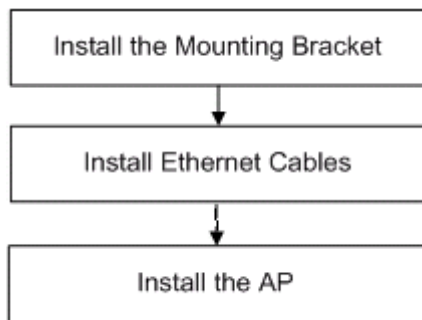 Install the Mounting Bracket
Install Ethernet Cables
Install the AP